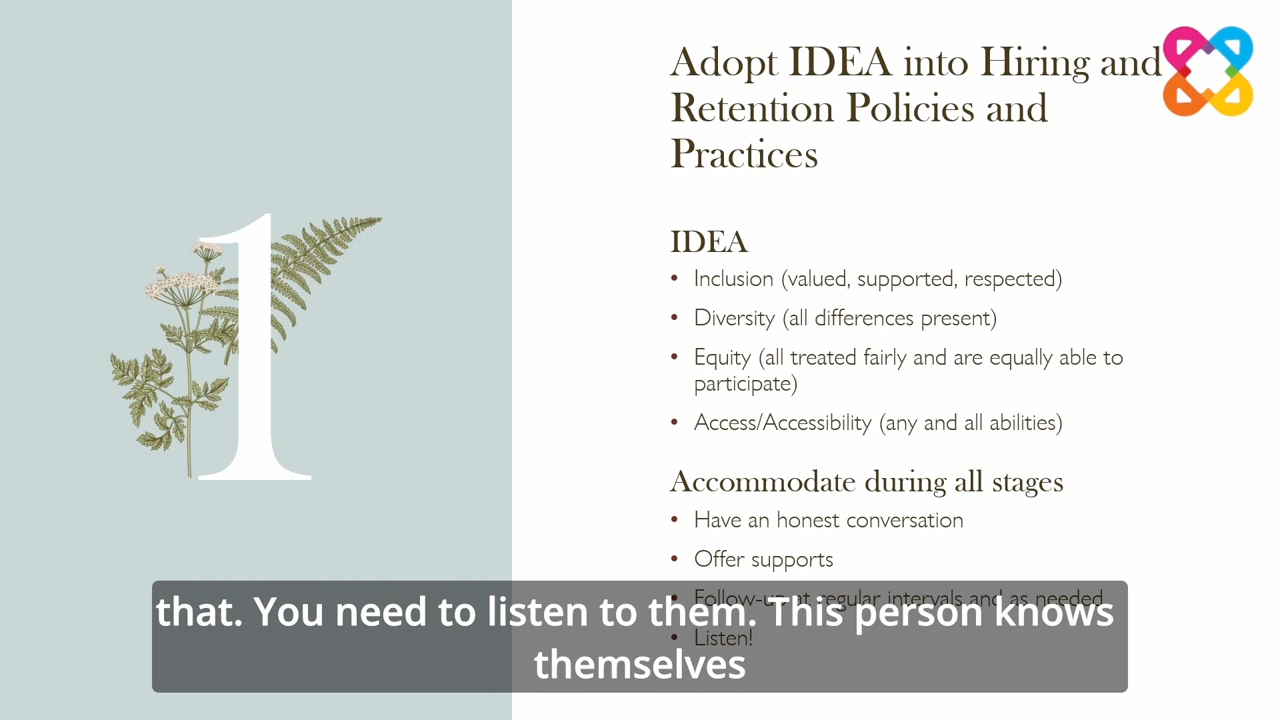 1
Adopt IDEA into Hiring and
Retention Policies and
Practices
IDEA
• Inclusion (valued, supported, respected)
• Diversity (all differences present)
• Equity (all treated fairly and are equally able to
participate)
• Access/Accessibility (any and all abilities)
Accommodate during all stages
• Have an honest conversation
• Offer supports
• Follow-up at regular intervals and as needed
• Listen!
that. You need to listen to them. This person knows
themselves